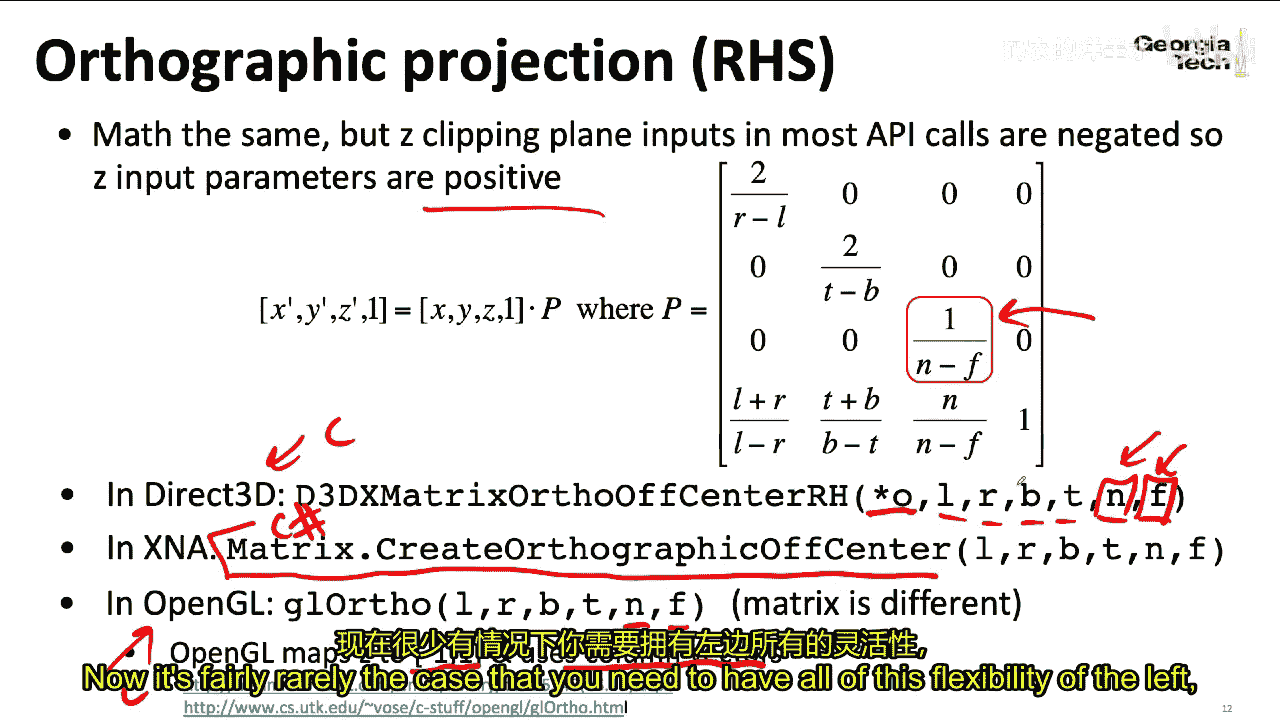 Orthographic projection (RHS)
Georgia
Tech
• Math the same, but z clipping plane inputs in most API calls are negated so
z input parameters are positive
[x',y',z',1] = [x,y,z,1]·P where P =
2/(r − l) 0 0 0
0 2/(t − b) 0 0
0 0 1/(n − f) 0
(l + r)/(l − r) (t + b)/(b − t) n/(n − f) 1
C
• In Direct3D: D3DXMatrixOrthoOffCenterRH(*o,l,r,b,t,n,f)
C#
• In XNA: Matrix.CreateOrthographicOffCenter(l,r,b,t,n,f)
• In OpenGL: glOrtho(l,r,b,t,n,f) (matrix is different)
C
• OpenGL maps
现在很少有情况下你需要拥有左边所有的灵活性,
Now it's fairly rarely the case that you need to have all of this flexibility of the left,
http://www.cs.utk.edu/~vose/c-stuff/opengl/glOrtho.html
12